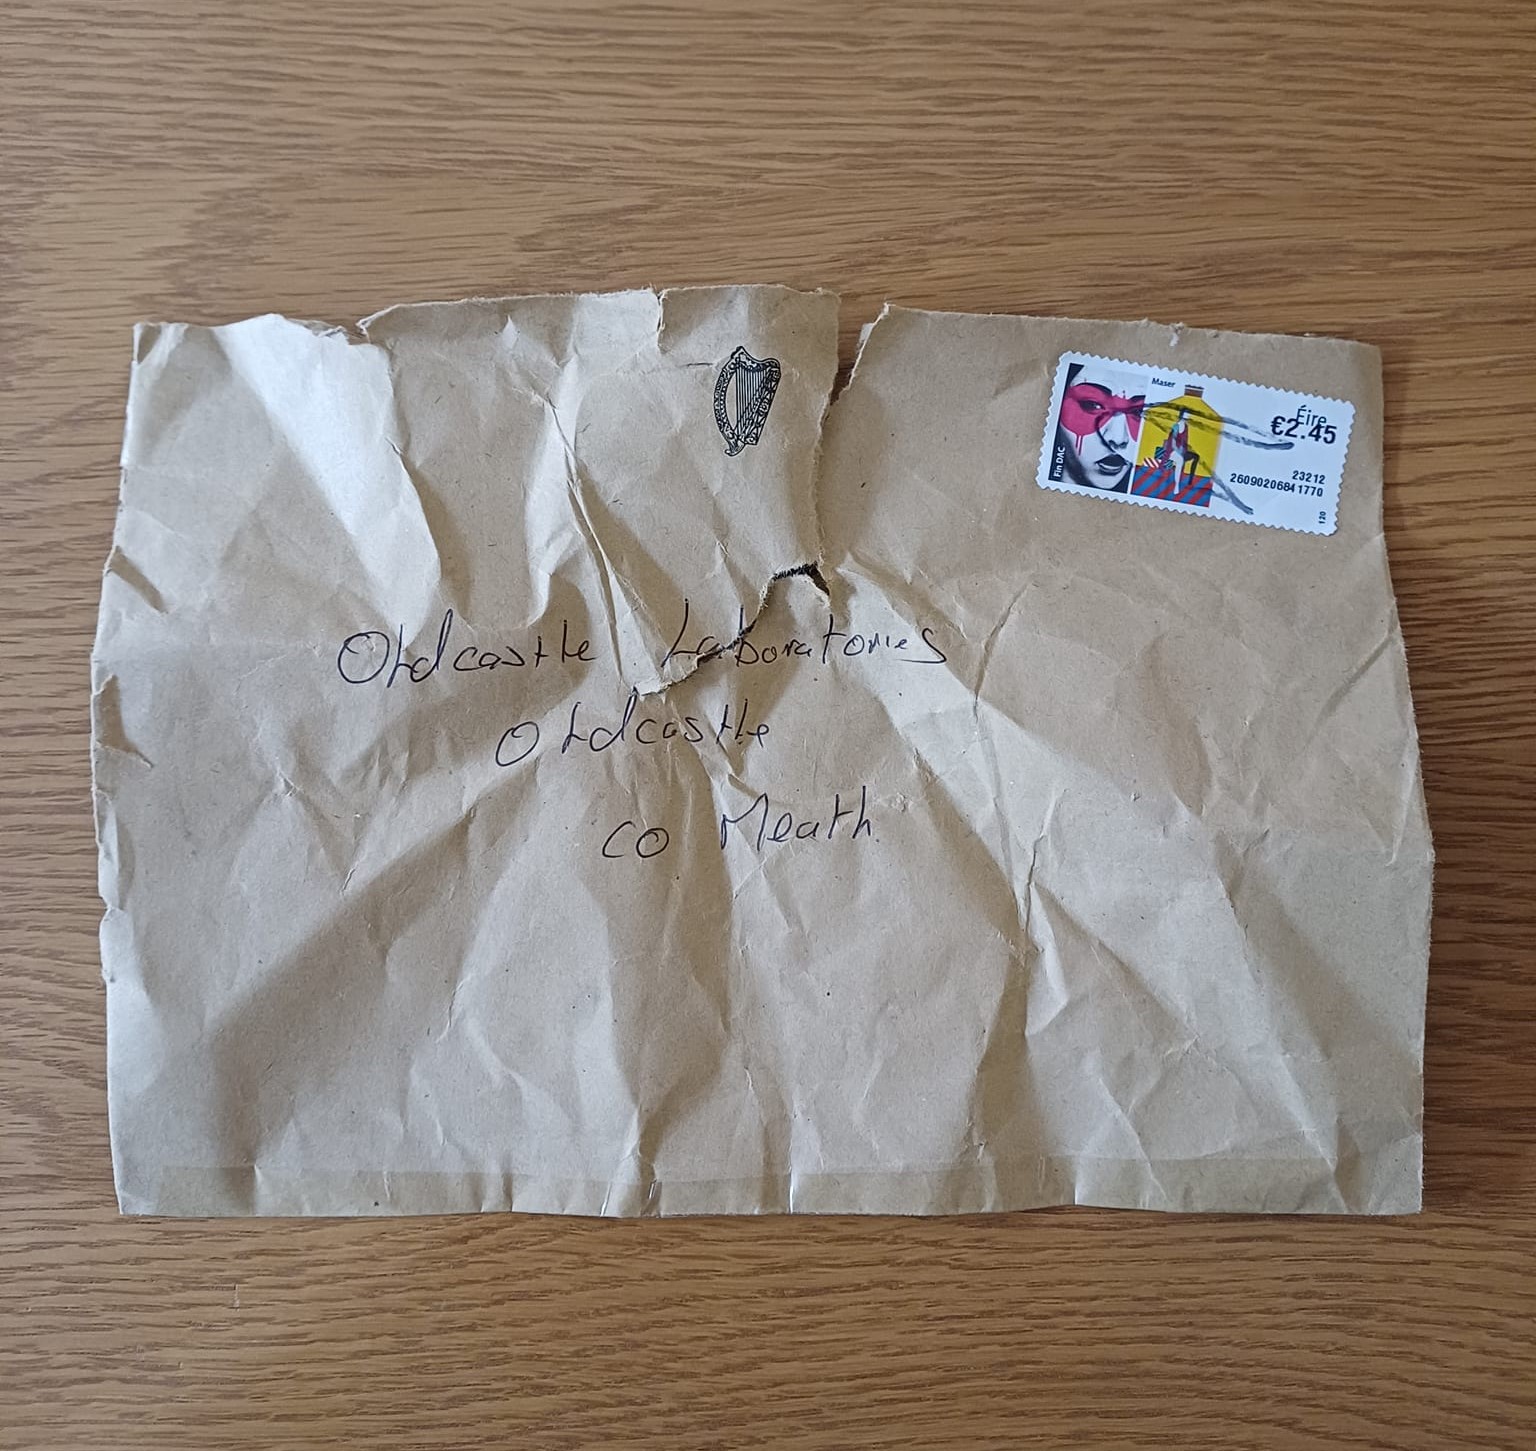 Maser
Éire
€2.45
Fin DAC
23212
26090206841770
120
Oldcastle Laboratories
Oldcastle
CO Meath